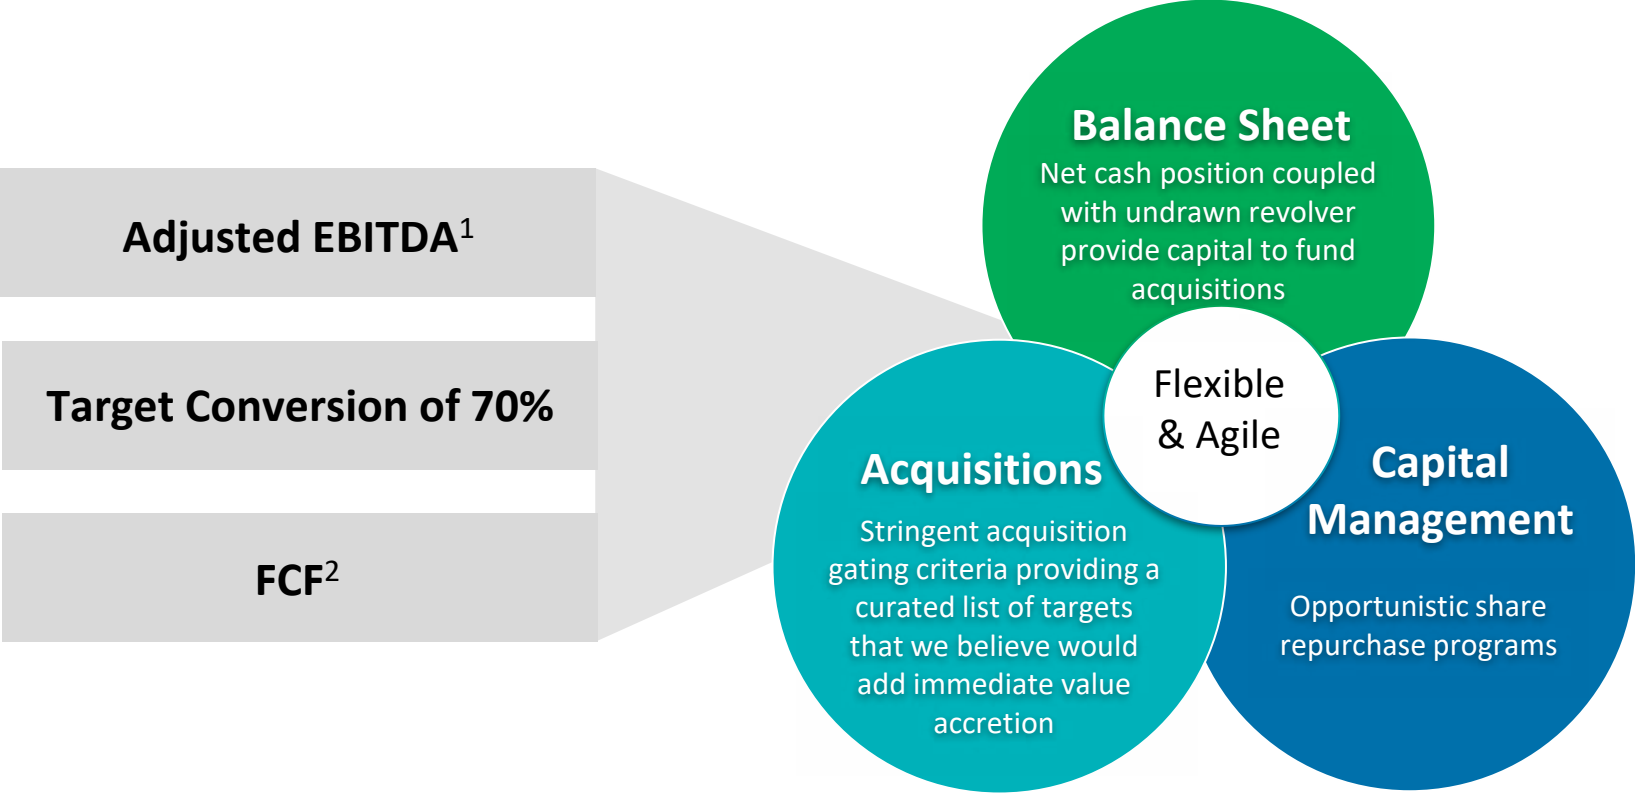 Adjusted EBITDA¹
Target Conversion of 70%
FCF²
Balance Sheet
Net cash position coupled
with undrawn revolver
provide capital to fund
acquisitions
Flexible
& Agile
Acquisitions
Stringent acquisition
gating criteria providing a
curated list of targets
that we believe would
add immediate value
accretion
Capital
Management
Opportunistic share
repurchase programs